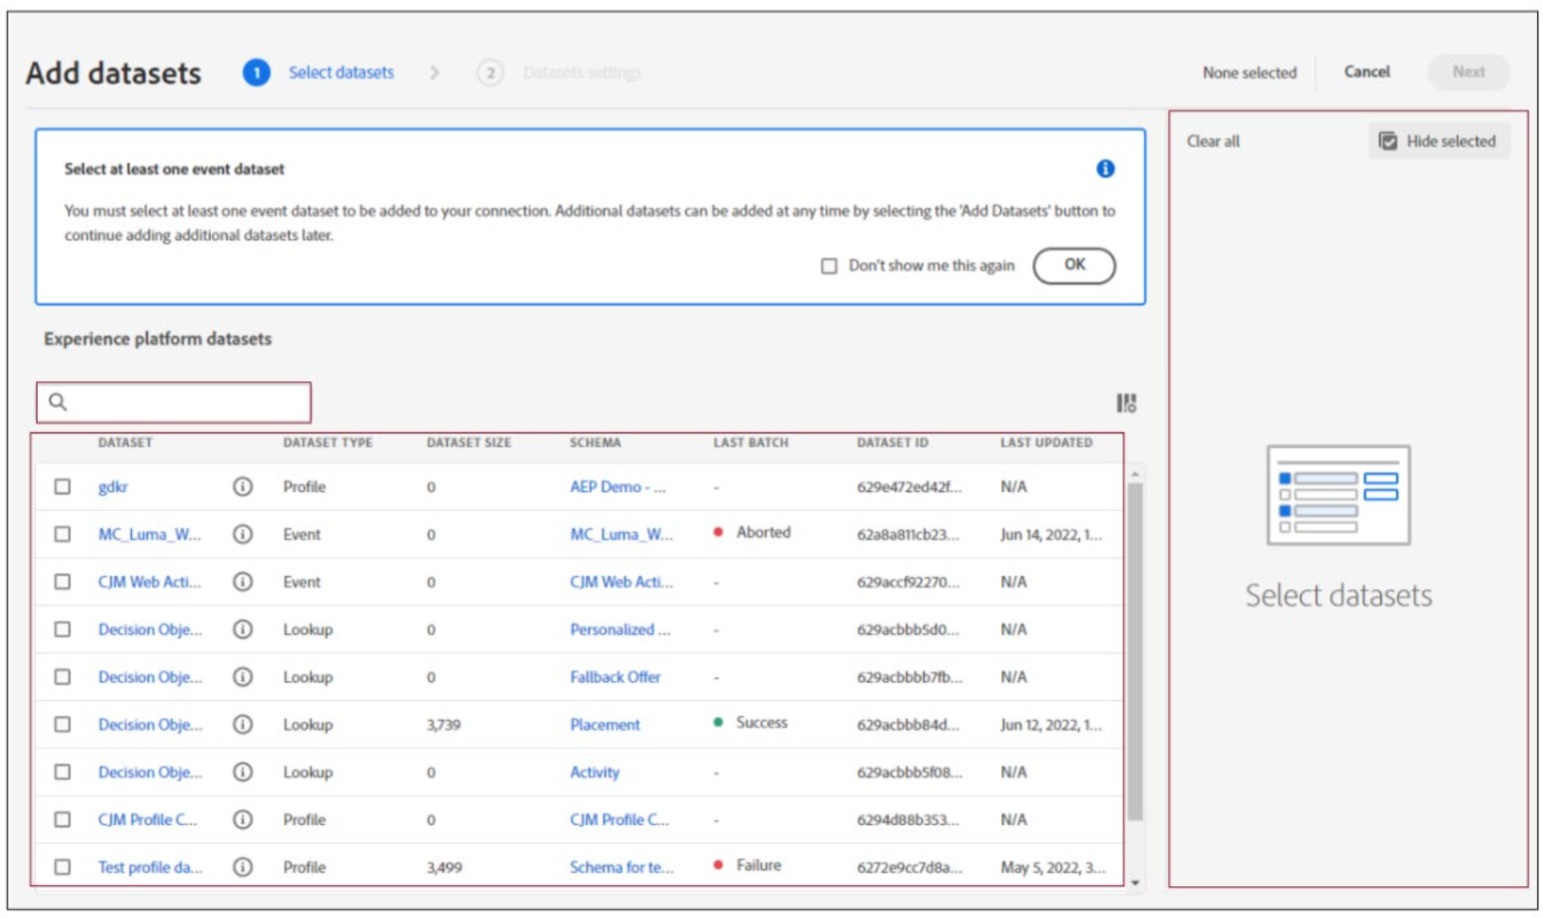 Add datasets 1 Select datasets > 2 Datasets settings None selected Cancel Next
Clear all Hide selected
Select at least one event dataset
You must select at least one event dataset to be added to your connection. Additional datasets can be added at any time by selecting the 'Add Datasets' button to
continue adding additional datasets later.
Don't show me this again OK
Experience platform datasets
DATASET DATASET TYPE DATASET SIZE SCHEMA LAST BATCH DATASET ID LAST UPDATED
gdkr Profile 0 AEP Demo - ... - 629e472ed42f... N/A
MC_Luma_W... Event 0 MC_Luma_W... Aborted 62a8a811cb23... Jun 14, 2022, 1...
CJM Web Acti... Event 0 CJM Web Acti... - 629accf92270... N/A
Decision Obje... Lookup 0 Personalized ... - 629acbbb5d0... N/A
Decision Obje... Lookup 0 Fallback Offer - 629acbbbb7fb... N/A
Decision Obje... Lookup 3,739 Placement Success 629acbbb84d... Jun 12, 2022, 1...
Decision Obje... Lookup 0 Activity - 629acbbb5f08... N/A
CJM Profile C... Profile 0 CJM Profile C... - 6294d88b353... N/A
Test profile da... Profile 3,499 Schema for te... Failure 6272e9cc7d8a... May 5, 2022, 3...
Select datasets